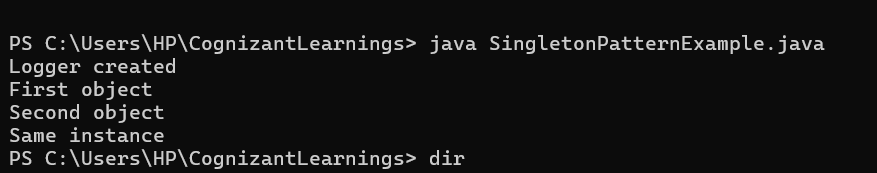 PS C:\Users\HP\CognizantLearnings> java SingletonPatternExample.java
Logger created
First object
Second object
Same instance
PS C:\Users\HP\CognizantLearnings> dir